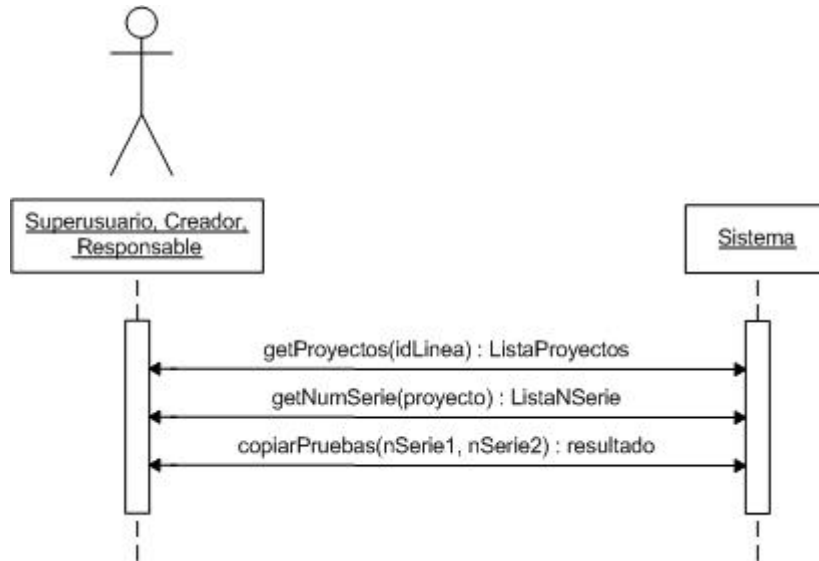 Superusuario, Creador,
Responsable
Sistema
getProyectos(idLinea) : ListaProyectos
getNumSerie(proyecto) : ListaNSerie
copiarPruebas(nSerie1, nSerie2) : resultado